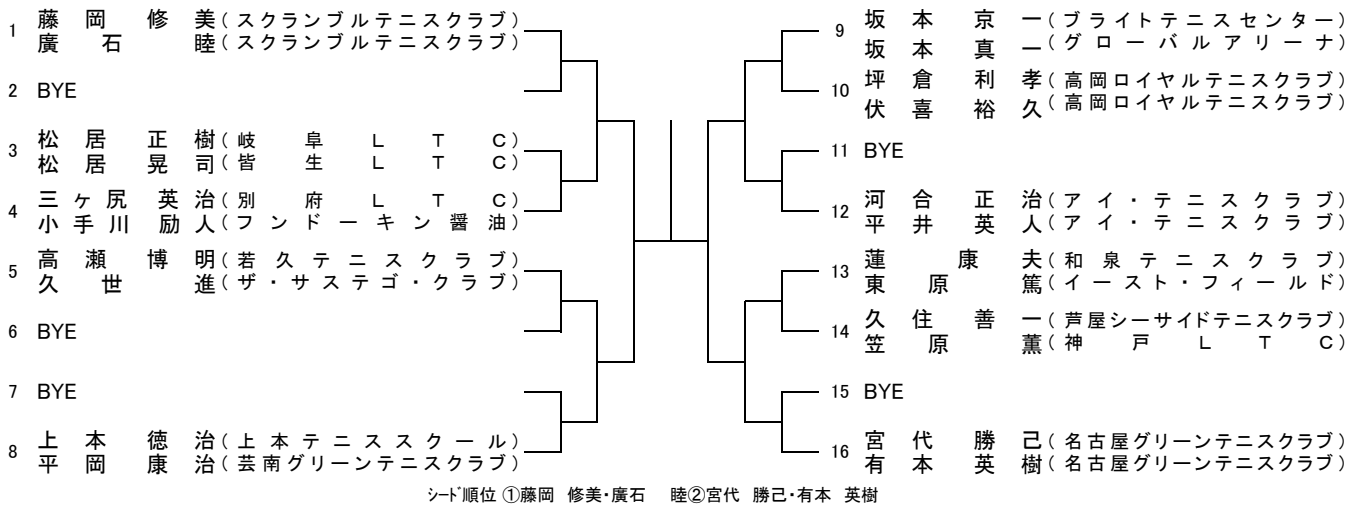 1 藤岡修美(スクランブルテニスクラブ)
廣石睦(スクランブルテニスクラブ)
2 BYE
3 松居正樹(岐阜LTC)
松居晃司(皆生LTC)
4 三ヶ尻英治(別府LTC)
小手川励人(フンドーキン醤油)
5 高瀬博明(若久テニスクラブ)
久世進(ザ・サステゴ・クラブ)
6 BYE
7 BYE
8 上本徳治(上本テニススクール)
平岡康治(芸南グリーンテニスクラブ)
9 坂本京一(ブライトテニスセンター)
坂本真一(グローバルアリーナ)
10 坪倉利孝(高岡ロイヤルテニスクラブ)
伏喜裕久(高岡ロイヤルテニスクラブ)
11 BYE
12 河合正治(アイ・テニスクラブ)
平井英人(アイ・テニスクラブ)
13 蓮康夫(和泉テニスクラブ)
東原篤(イースト・フィールド)
14 久住善一(芦屋シーサイドテニスクラブ)
笠原薫(神戸LTC)
15 BYE
16 宮代勝己(名古屋グリーンテニスクラブ)
有本英樹(名古屋グリーンテニスクラブ)
シード順位 ①藤岡 修美・廣石 睦②宮代 勝己・有本 英樹